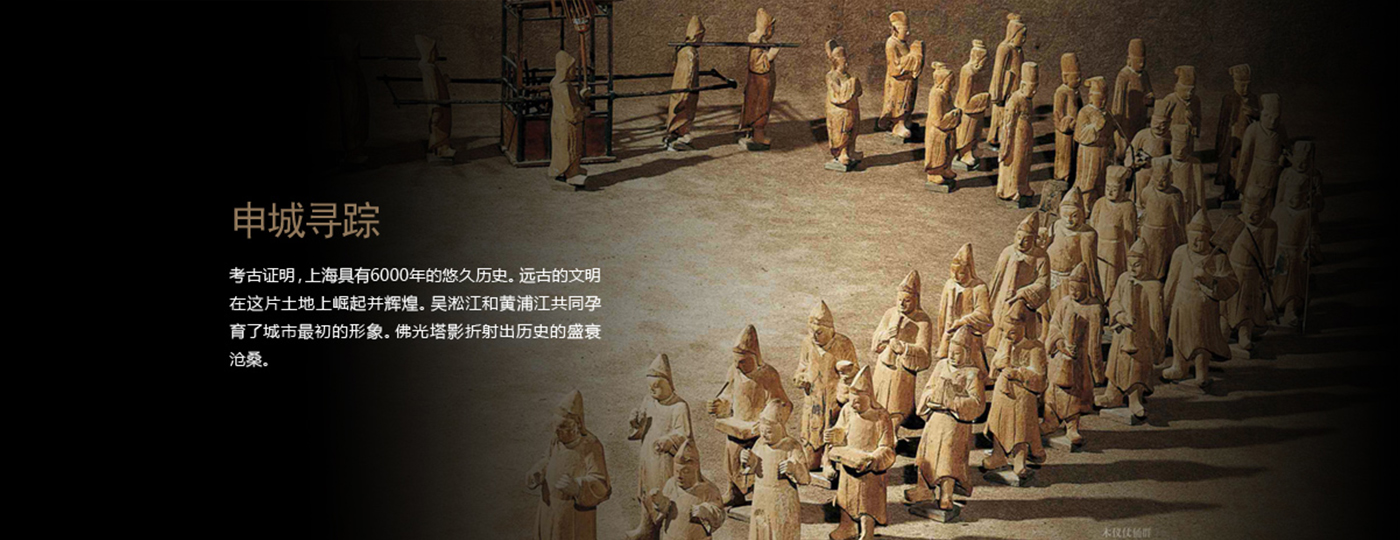 申城寻踪
考古证明，上海具有6000年的悠久历史。远古的文明
在这片土地上崛起并辉煌。吴淞江和黄浦江共同孕
育了城市最初的形象。佛光塔影折射出历史的盛衰
沧桑。